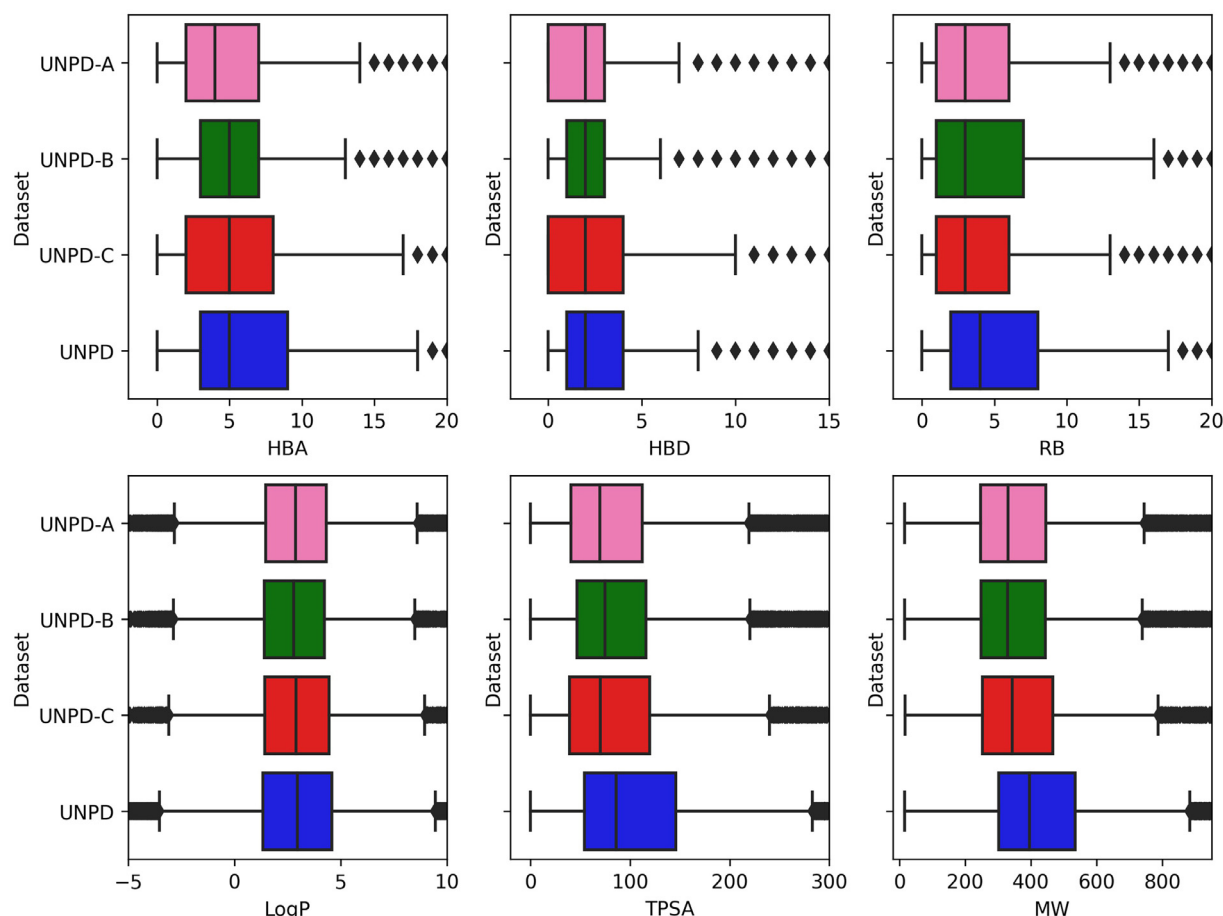 UNPD-A
UNPD-B
UNPD-C
UNPD
Dataset
0 5 10 15 20
HBA
Dataset
0 5 10 15
HBD
Dataset
0 5 10 15 20
RB
UNPD-A
UNPD-B
UNPD-C
UNPD
Dataset
−5 0 5 10
LogP
Dataset
0 100 200 300
TPSA
Dataset
0 200 400 600 800
MW